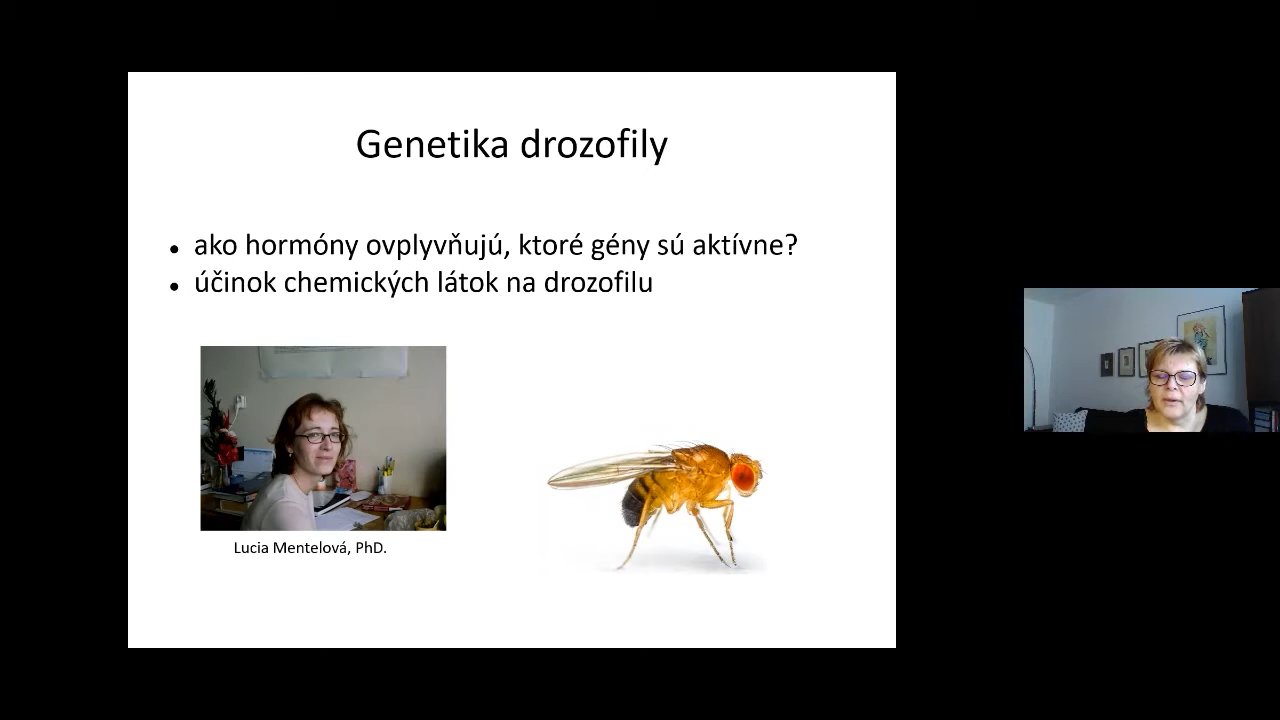 Genetika drozofily
ako hormóny ovplyvňujú, ktoré gény sú aktívne?
účinok chemických látok na drozofilu
Lucia Mentelová, PhD.